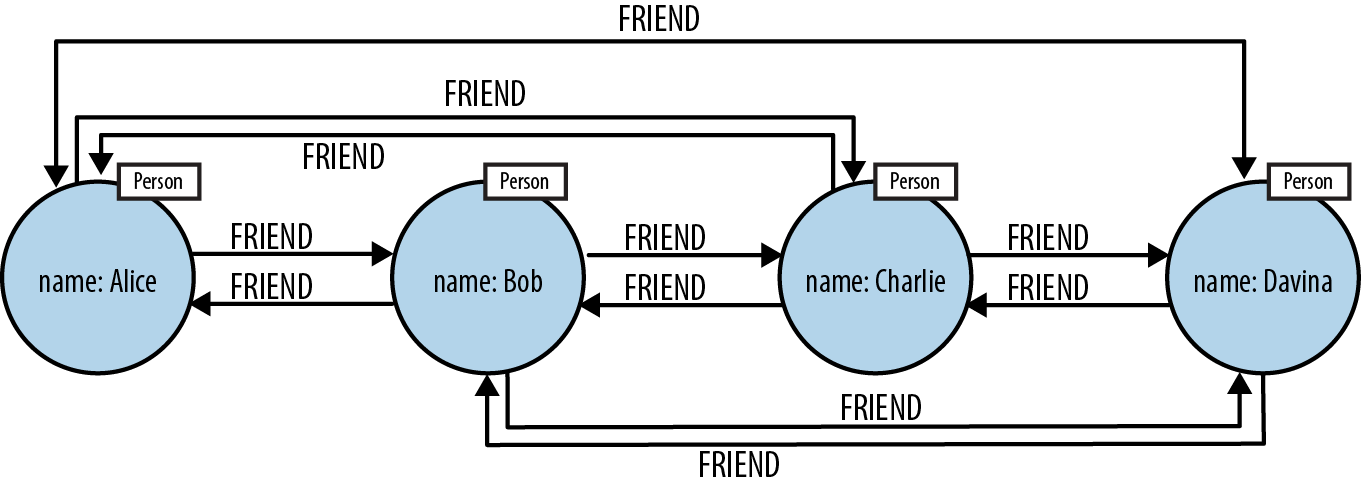 FRIEND
FRIEND
FRIEND
Person
Person
Person
Person
FRIEND
FRIEND
FRIEND
name: Alice
name: Bob
name: Charlie
name: Davina
FRIEND
FRIEND
FRIEND
FRIEND
FRIEND